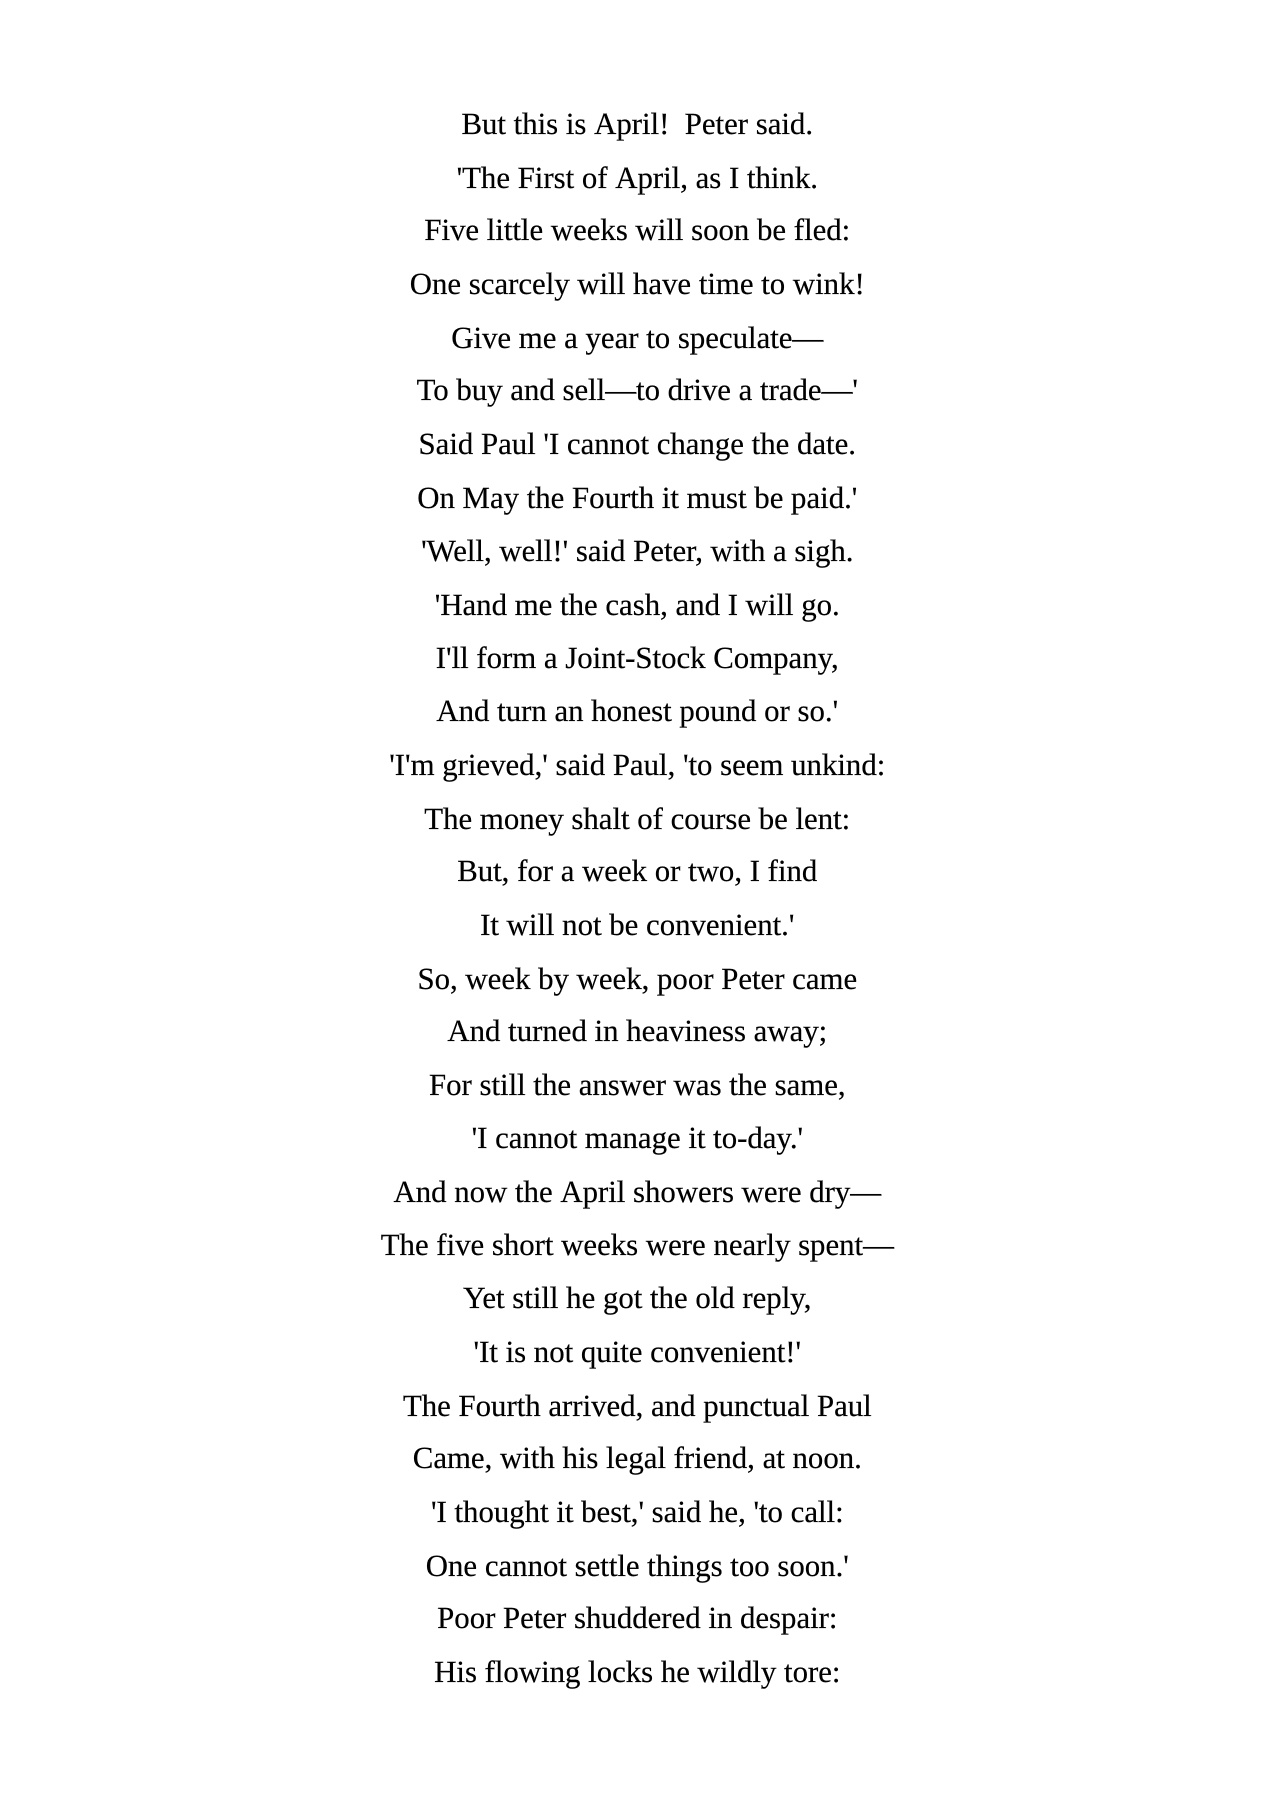 But this is April!  Peter said.
'The First of April, as I think.
Five little weeks will soon be fled:
One scarcely will have time to wink!
Give me a year to speculate—
To buy and sell—to drive a trade—'
Said Paul 'I cannot change the date.
On May the Fourth it must be paid.'
'Well, well!' said Peter, with a sigh.
'Hand me the cash, and I will go.
I'll form a Joint-Stock Company,
And turn an honest pound or so.'
'I'm grieved,' said Paul, 'to seem unkind:
The money shalt of course be lent:
But, for a week or two, I find
It will not be convenient.'
So, week by week, poor Peter came
And turned in heaviness away;
For still the answer was the same,
'I cannot manage it to-day.'
And now the April showers were dry—
The five short weeks were nearly spent—
Yet still he got the old reply,
'It is not quite convenient!'
The Fourth arrived, and punctual Paul
Came, with his legal friend, at noon.
'I thought it best,' said he, 'to call:
One cannot settle things too soon.'
Poor Peter shuddered in despair:
His flowing locks he wildly tore: